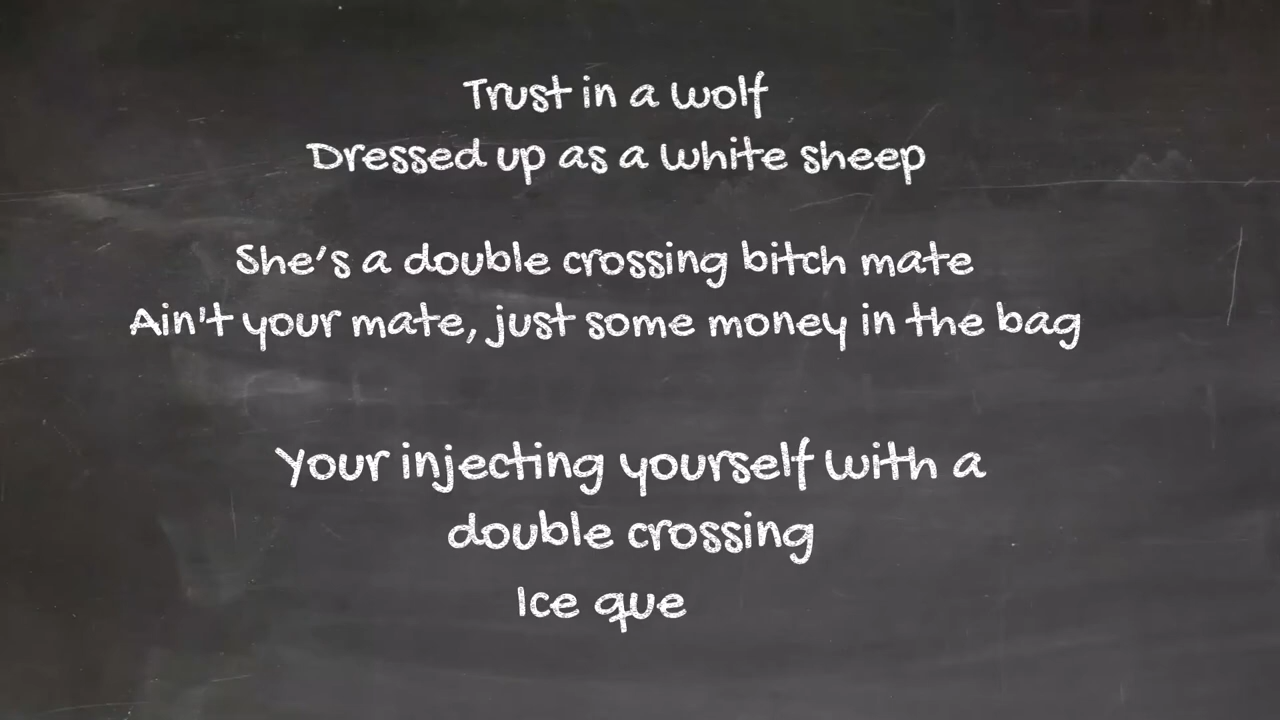 Trust in a wolf
Dressed up as a white sheep
She's a double crossing bitch mate
Ain't your mate, just some money in the bag
Your injecting yourself with a
double crossing
Ice que